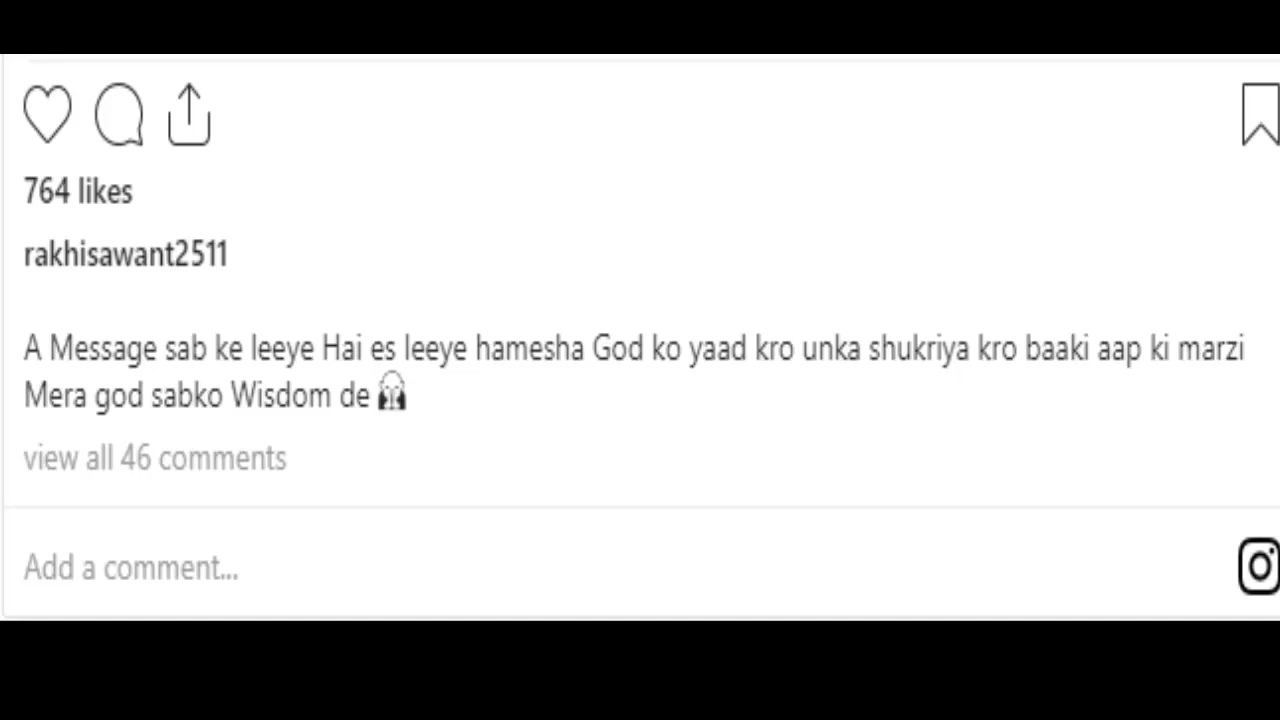 764 likes
rakhisawant2511
A Message sab ke leeye Hai es leeye hamesha God ko yaad kro unka shukriya kro baaki aap ki marzi
Mera god sabko Wisdom de
view all 46 comments
Add a comment...